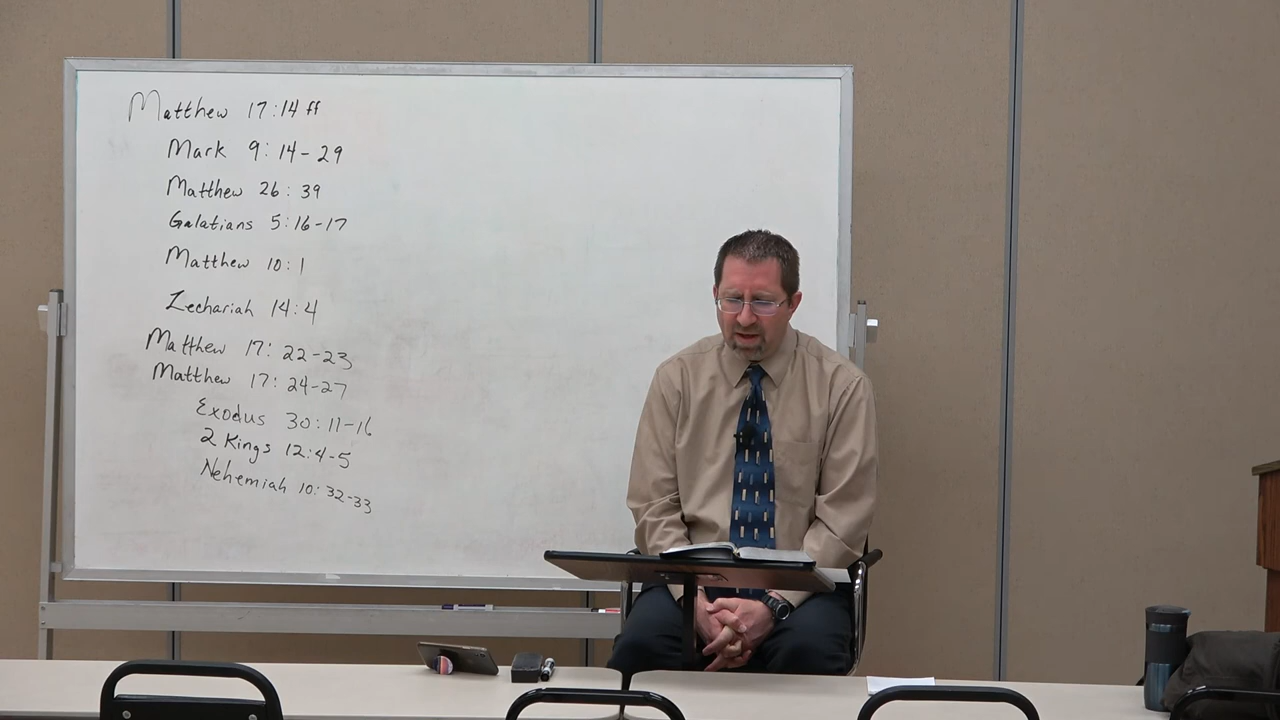 Matthew 17:14 ff
Mark 9:14-29
Matthew 26:39
Galatians 5:16-17
Matthew 10:1
Zechariah 14:4
Matthew 17:22-23
Matthew 17:24-27
Exodus 30:11-16
2 Kings 12:4-5
Nehemiah 10:32-33